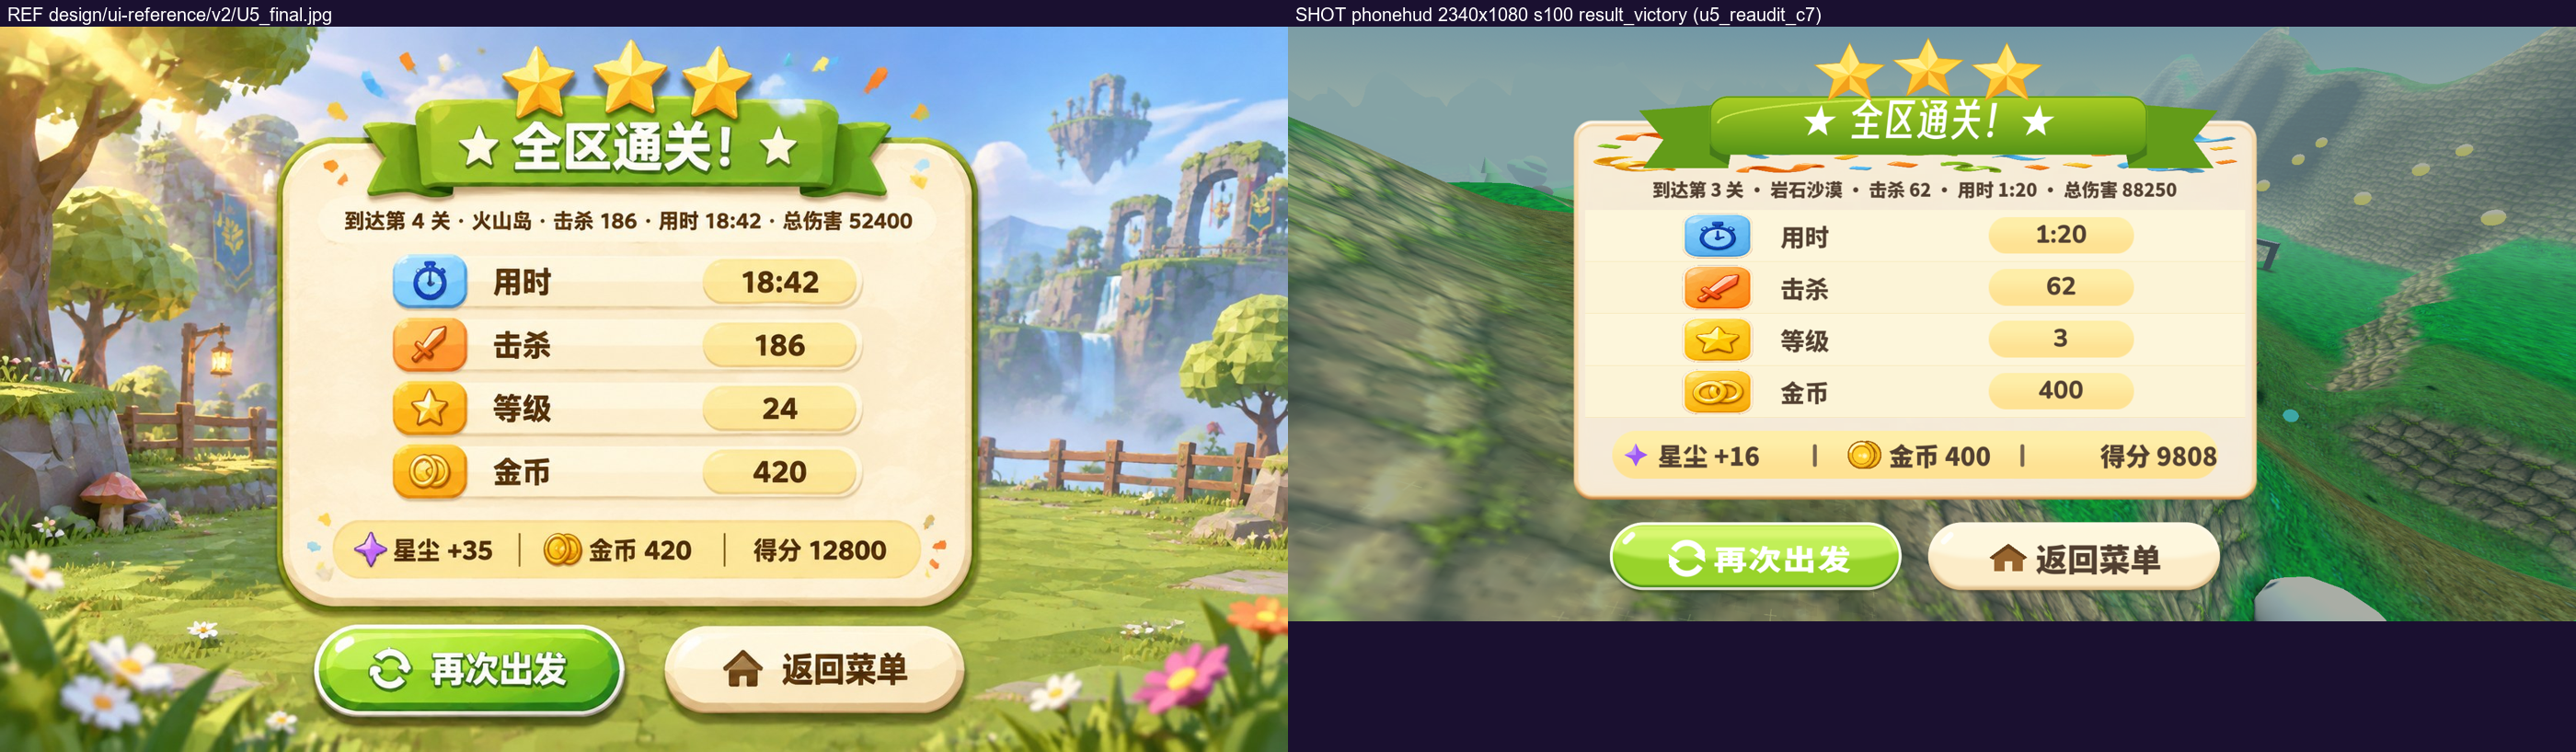 REF design/ui-reference/v2/U5_final.jpg
★ 全区通关! ★
到达第 4 关 · 火山岛 · 击杀 186 · 用时 18:42 · 总伤害 52400
用时 18:42
击杀 186
等级 24
金币 420
星尘 +35 | 金币 420 | 得分 12800
再次出发
返回菜单
SHOT phonehud 2340x1080 s100 result_victory (u5_reaudit_c7)
★ 全区通关! ★
到达第 3 关 · 岩石沙漠 · 击杀 62 · 用时 1:20 · 总伤害 88250
用时 1:20
击杀 62
等级 3
金币 400
星尘 +16 | 金币 400 | 得分 9808
再次出发
返回菜单